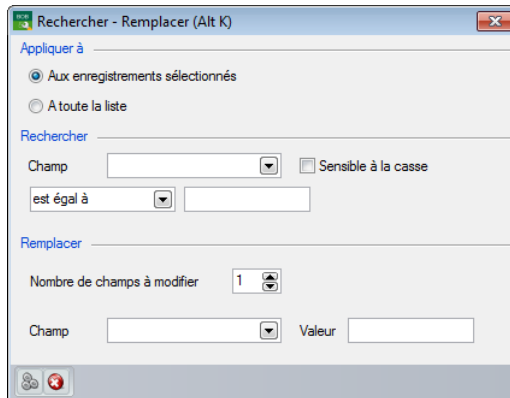 Rechercher - Remplacer (Alt K)
Appliquer à
Aux enregistrements sélectionnés
A toute la liste
Rechercher
Champ
Sensible à la casse
est égal à
Remplacer
Nombre de champs à modifier 1
Champ Valeur